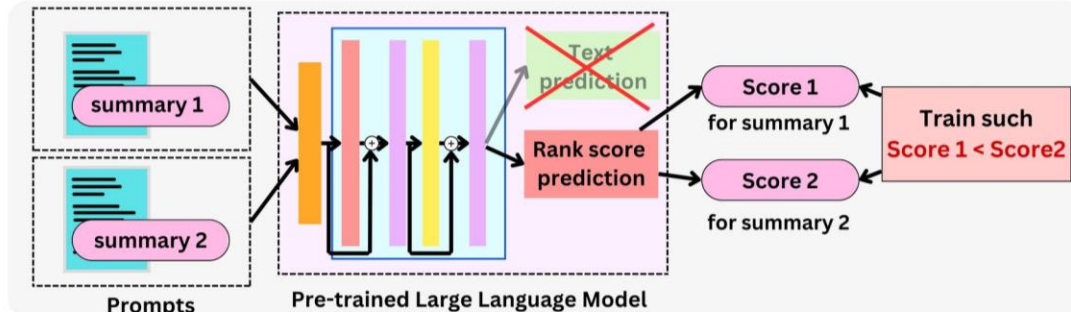 summary 1
summary 2
Prompts
Text
prediction
Rank score
prediction
Pre-trained Large Language Model
Score 1
for summary 1
Score 2
for summary 2
Train such
Score 1 < Score2